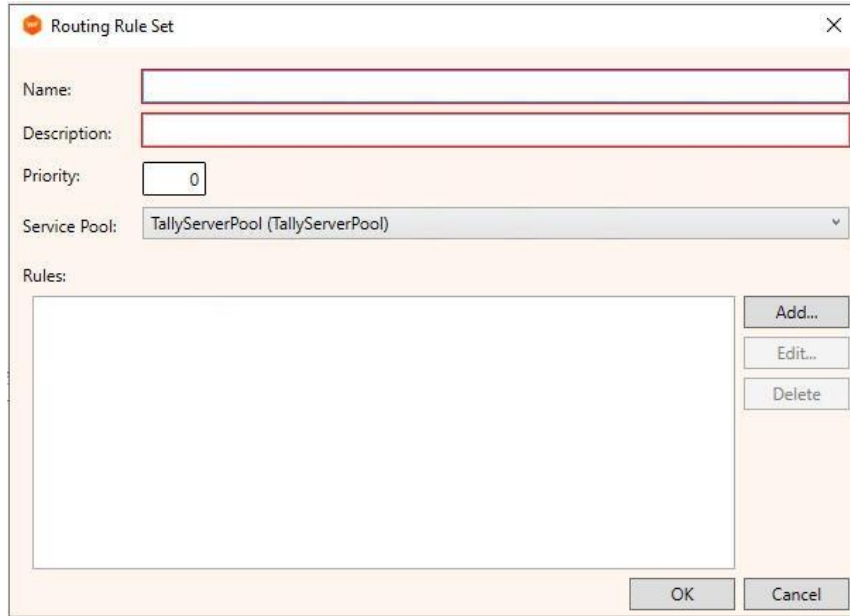 Routing Rule Set
Name:
Description:
Priority: 0
Service Pool: TallyServerPool (TallyServerPool)
Rules:
Add...
Edit...
Delete
OK Cancel